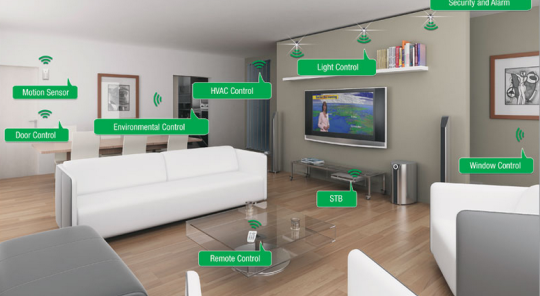 Security and Alarm
Light Control
Motion Sensor
HVAC Control
Door Control
Environmental Control
Window Control
STB
Remote Control